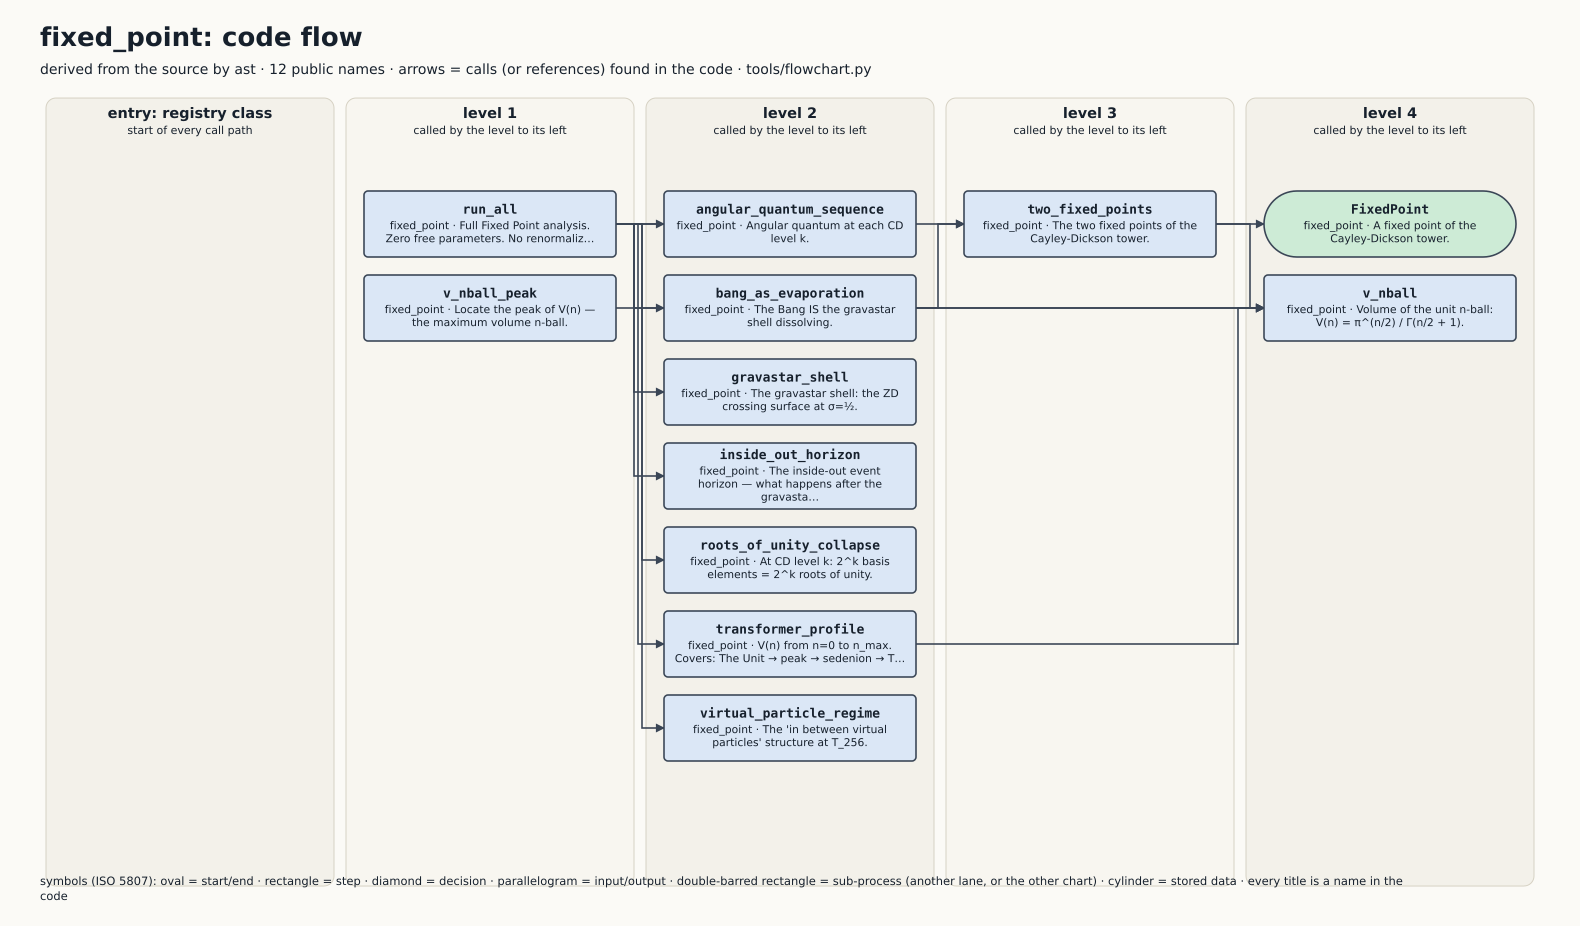 fixed_point: code flow
derived from the source by ast · 12 public names · arrows = calls (or references) found in the code · tools/flowchart.py
entry: registry class
start of every call path
level 1
called by the level to its left
level 2
called by the level to its left
level 3
called by the level to its left
level 4
called by the level to its left
run_all
fixed_point · Full Fixed Point analysis.
Zero free parameters. No renormaliz…
v_nball_peak
fixed_point · Locate the peak of V(n) —
the maximum volume n-ball.
angular_quantum_sequence
fixed_point · Angular quantum at each CD
level k.
bang_as_evaporation
fixed_point · The Bang IS the gravastar
shell dissolving.
gravastar_shell
fixed_point · The gravastar shell: the ZD
crossing surface at σ=½.
inside_out_horizon
fixed_point · The inside-out event
horizon — what happens after the
gravasta…
roots_of_unity_collapse
fixed_point · At CD level k: 2^k basis
elements = 2^k roots of unity.
transformer_profile
fixed_point · V(n) from n=0 to n_max.
Covers: The Unit → peak → sedenion → T…
virtual_particle_regime
fixed_point · The 'in between virtual
particles' structure at T_256.
two_fixed_points
fixed_point · The two fixed points of the
Cayley-Dickson tower.
FixedPoint
fixed_point · A fixed point of the
Cayley-Dickson tower.
v_nball
fixed_point · Volume of the unit n-ball:
V(n) = π^(n/2) / Γ(n/2 + 1).
symbols (ISO 5807): oval = start/end · rectangle = step · diamond = decision · parallelogram = input/output · double-barred rectangle = sub-process (another lane, or the other chart) · cylinder = stored data · every title is a name in the
code